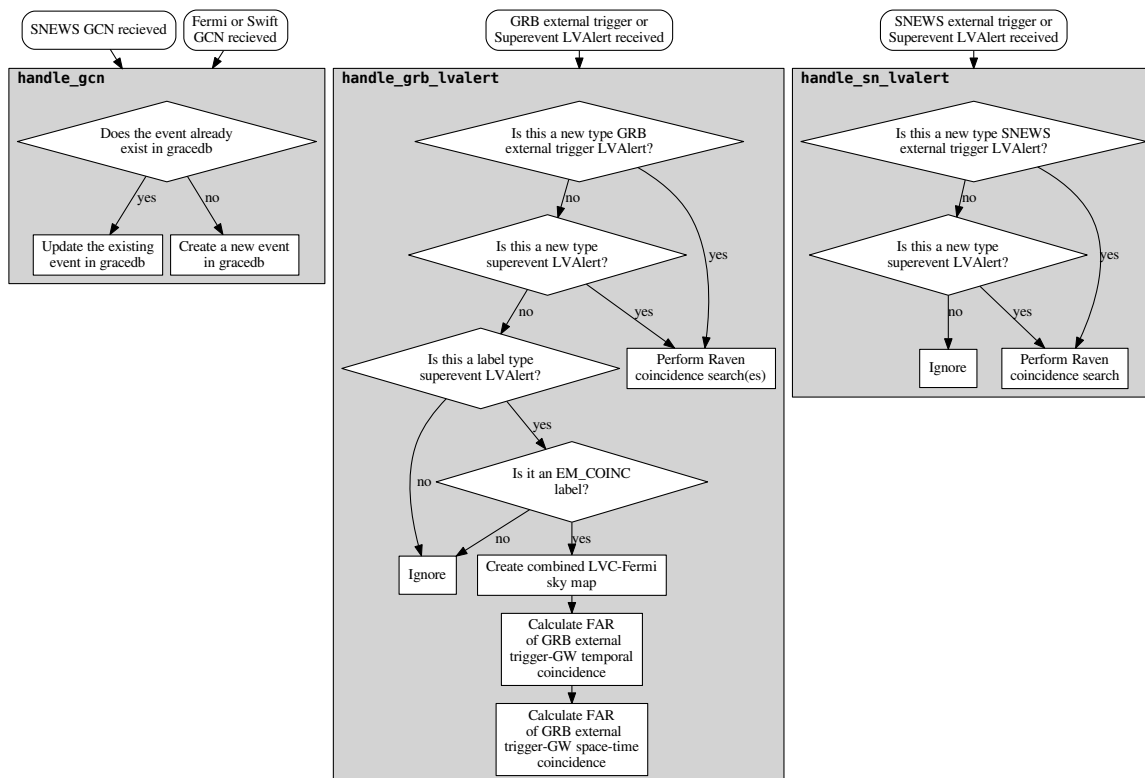 SNEWS GCN recieved
Fermi or Swift
GCN recieved
handle_gcn
Does the event already
exist in gracedb
yes
no
Update the existing
event in gracedb
Create a new event
in gracedb
GRB external trigger or
Superevent LVAlert received
handle_grb_lvalert
Is this a new type GRB
external trigger LVAlert?
no
yes
Is this a new type
superevent LVAlert?
no
yes
Is this a label type
superevent LVAlert?
Perform Raven
coincidence search(es)
yes
no
Is it an EM_COINC
label?
no
yes
Ignore
Create combined LVC-Fermi
sky map
Calculate FAR
of GRB external
trigger-GW temporal
coincidence
Calculate FAR
of GRB external
trigger-GW space-time
coincidence
SNEWS external trigger or
Superevent LVAlert received
handle_sn_lvalert
Is this a new type SNEWS
external trigger LVAlert?
no
yes
Is this a new type
superevent LVAlert?
no
yes
Ignore
Perform Raven
coincidence search